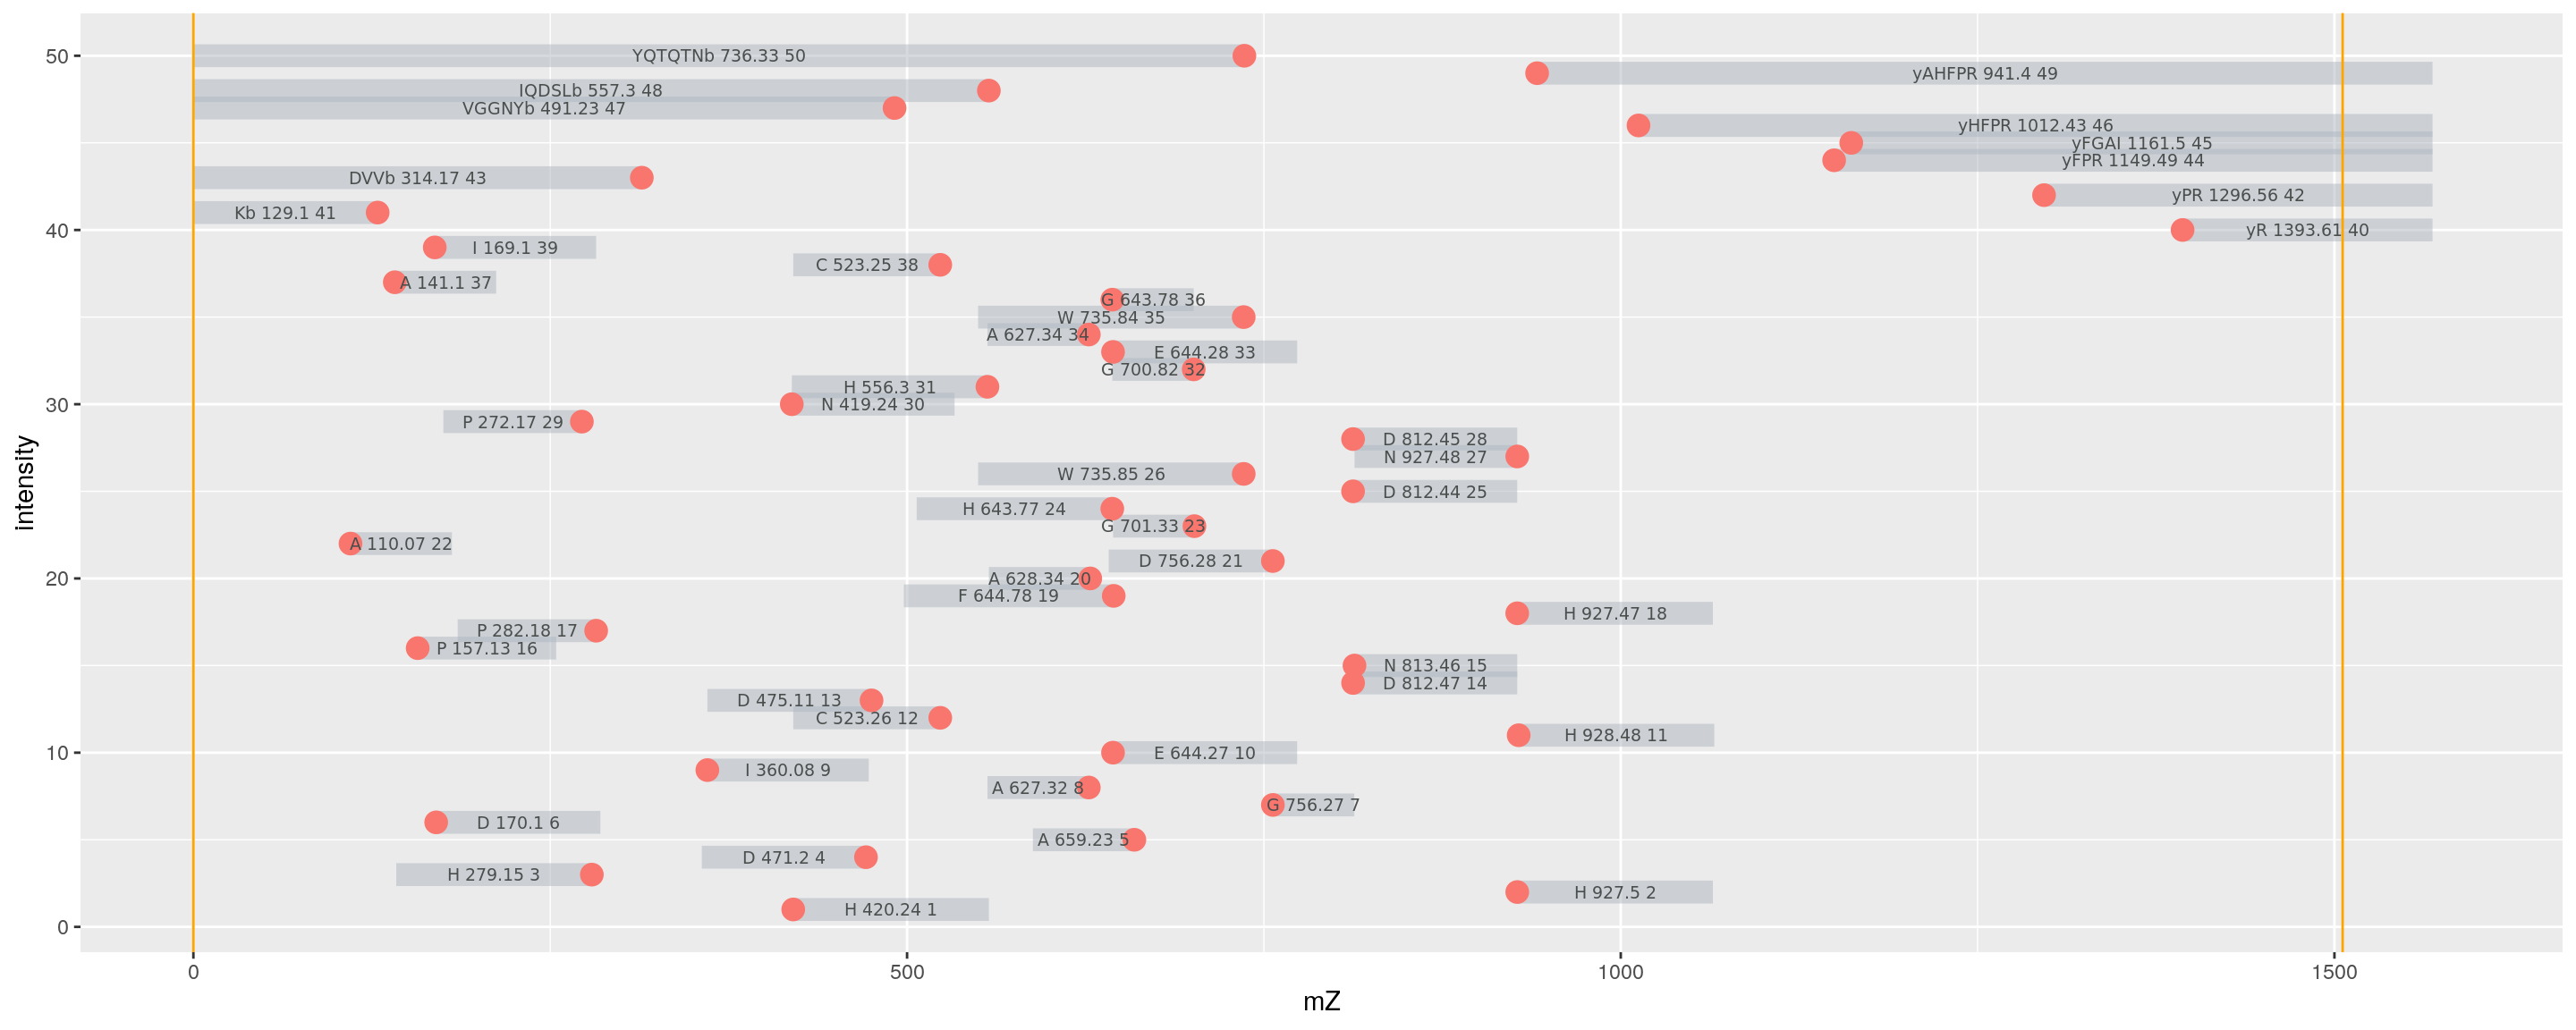 50
YQTQTNb 736.33 50
yAHFPR 941.4 49
IQDSLb 557.3 48
VGGNYb 491.23 47
yHFPR 1012.43 46
yFGAI 1161.5 45
yFPR 1149.49 44
DVVb 314.17 43
yPR 1296.56 42
Kb 129.1 41
40
yR 1393.61 40
I 169.1 39
C 523.25 38
A 141.1 37
G 643.78 36
W 735.84 35
A 627.34 34
E 644.28 33
G 700.82 32
H 556.3 31
30
N 419.24 30
P 272.17 29
D 812.45 28
N 927.48 27
W 735.85 26
D 812.44 25
H 643.77 24
G 701.33 23
A 110.07 22
D 756.28 21
20
A 628.34 20
F 644.78 19
H 927.47 18
P 282.18 17
P 157.13 16
N 813.46 15
D 812.47 14
D 475.11 13
C 523.26 12
H 928.48 11
10
E 644.27 10
I 360.08 9
A 627.32 8
G 756.27 7
D 170.1 6
A 659.23 5
D 471.2 4
H 279.15 3
H 927.5 2
H 420.24 1
0
intensity
0 500 1000 1500
mZ